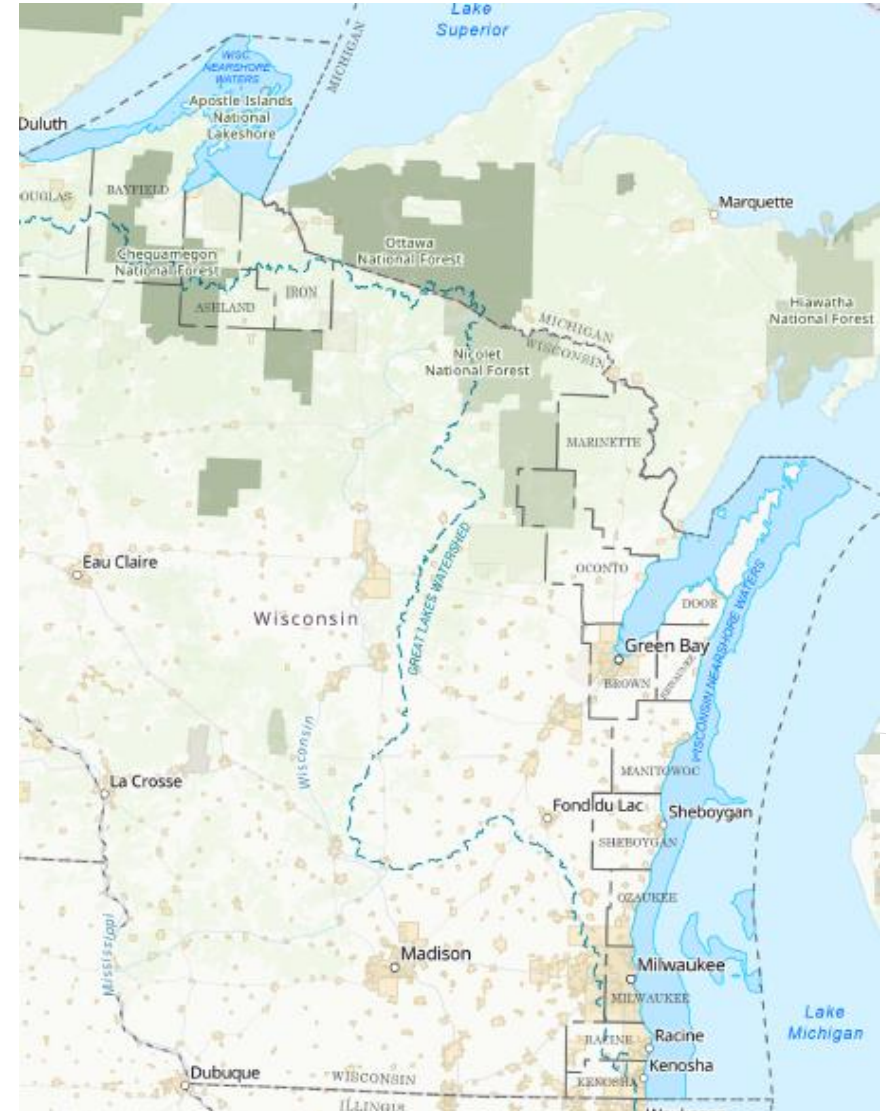 Lake
Superior
MICHIGAN
WISC
NEARSHORE
WATERS
Apostle Islands
National
Lakeshore
Duluth
OUGLAS
BAYFIELD
Marquette
Ottawa
National Forest
Chequamegon
National Forest
IRON
ASHLAND
Hiawatha
National Forest
MICHIGAN
WISCONSIN
Nicolet
National Forest
MARINETTE
Eau Claire
OCONTO
Wisconsin
DOOR
GREAT LAKES WATERSHED
WISCONSIN NEARSHORE WATERS
Green Bay
BROWN
KEWAUNEE
Wisconsin
MANITOWOC
La Crosse
Fond du Lac
Sheboygan
SHEBOYGAN
OZAUKEE
Mississippi
Madison
Milwaukee
MILWAUKEE
Lake
Michigan
RACINE
Racine
Kenosha
KENOSHA
Dubuque
WISCONSIN
ILLINOIS